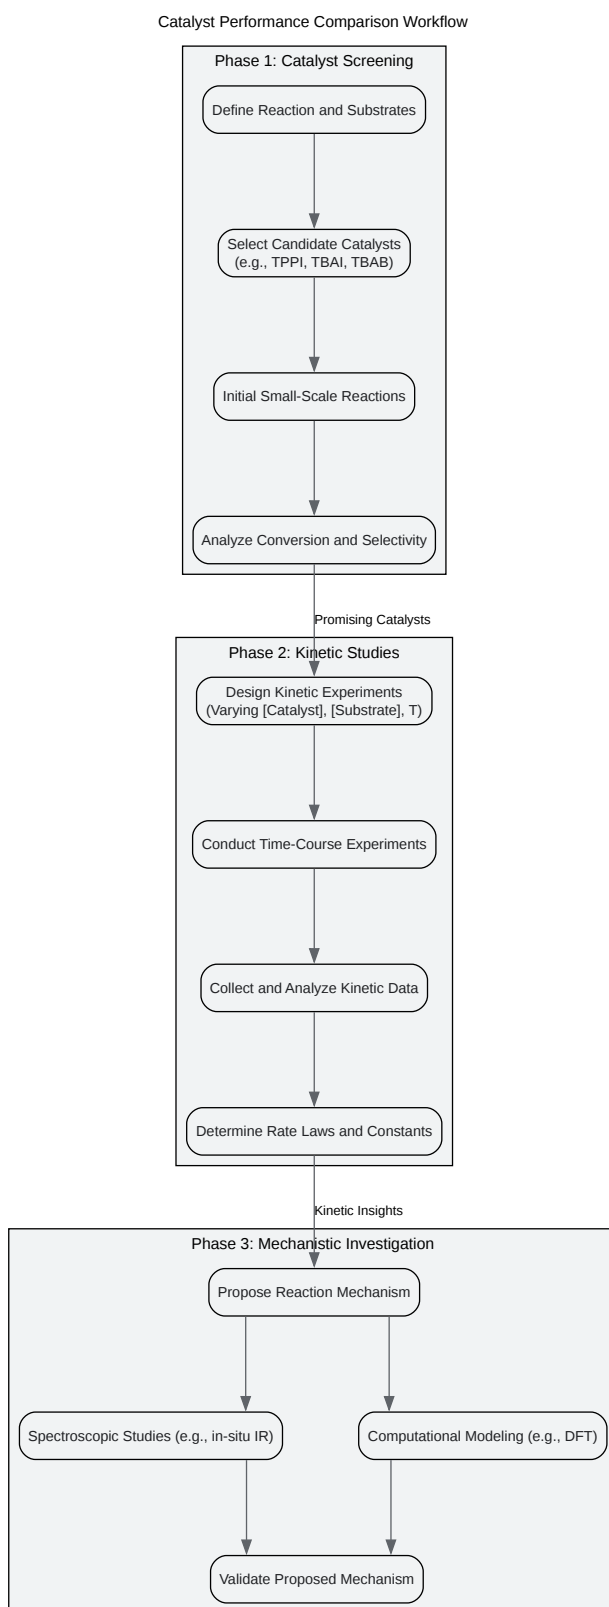 Catalyst Performance Comparison Workflow
Phase 1: Catalyst Screening
Define Reaction and Substrates
Select Candidate Catalysts
(e.g., TPPI, TBAI, TBAB)
Initial Small-Scale Reactions
Analyze Conversion and Selectivity
Promising Catalysts
Phase 2: Kinetic Studies
Design Kinetic Experiments
(Varying [Catalyst], [Substrate], T)
Conduct Time-Course Experiments
Collect and Analyze Kinetic Data
Determine Rate Laws and Constants
Kinetic Insights
Phase 3: Mechanistic Investigation
Propose Reaction Mechanism
Spectroscopic Studies (e.g., in-situ IR)
Computational Modeling (e.g., DFT)
Validate Proposed Mechanism